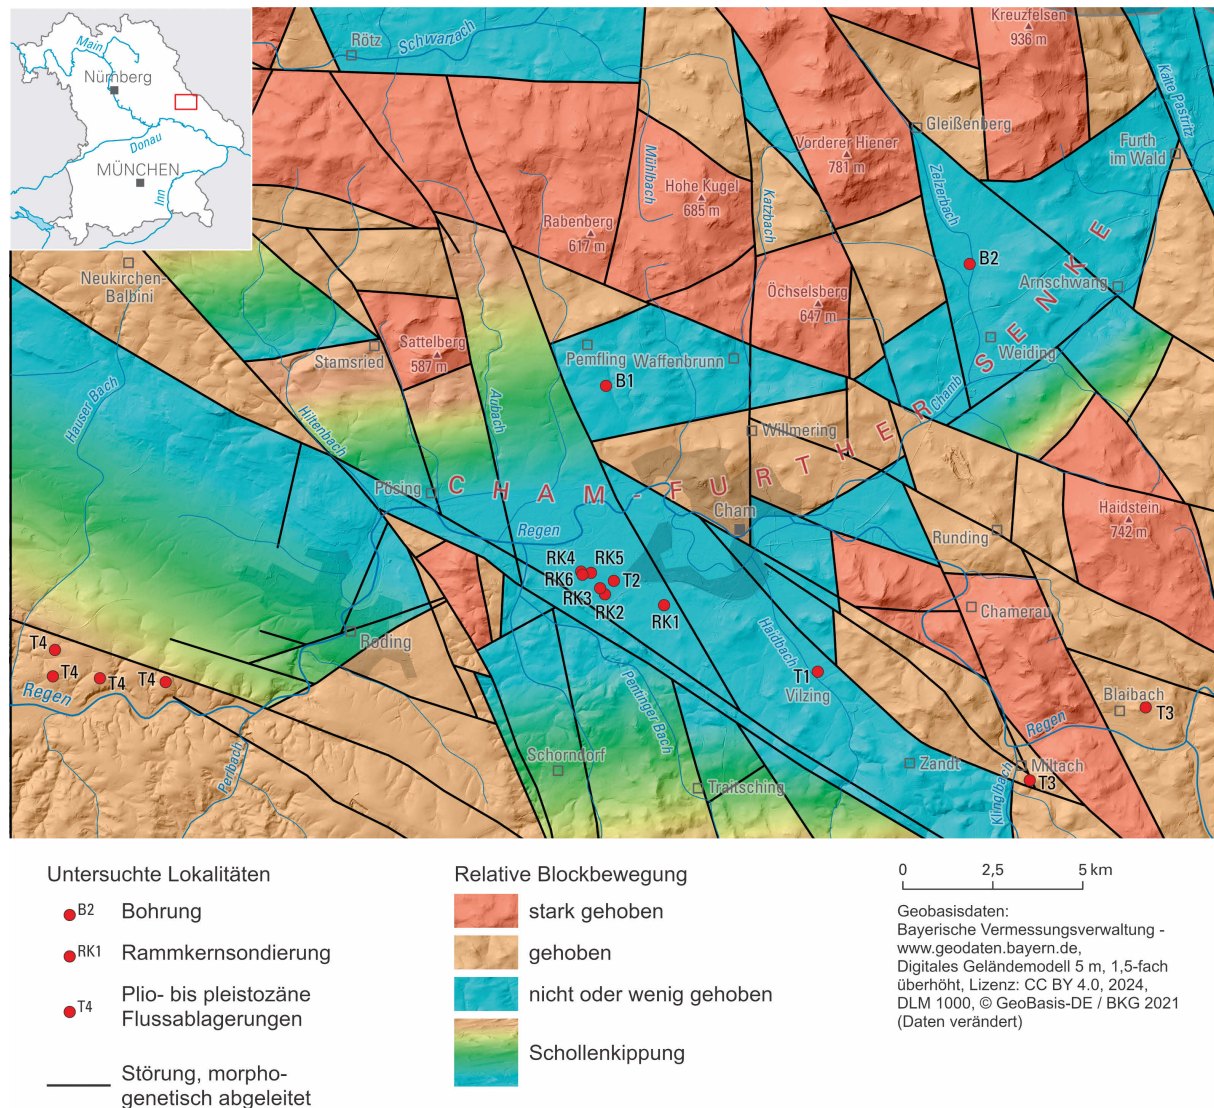 Main
Nürnberg
Donau
MÜNCHEN
Inn
Rötz
Schwarzach
Kreuzfelsen
936 m
Kalte Pastritz
Gleißenberg
Furth
im Wald
Vorderer Hiener
781 m
Mühlbach
Hohe Kugel
685 m
Katzbach
Zelzerbach
Rabenberg
617 m
B2
Neukirchen-
Balbini
Arnschwang
Öchselsberg
647 m
Stamsried
Sattelberg
587 m
Pemfling
Waffenbrunn
Weiding
B1
Chamb
Hauser Bach
Aubach
Hiltenbach
Willmering
CHAM-FURTHER SENKE
Pösing
Regen
Cham
Haidstein
742 m
Runding
RK4
RK5
RK6
T2
RK3
RK2
RK1
Chamerau
Haidbach
Roding
T4
T4
T4
T4
Regen
Perlbach
T1
Vilzing
Pentinger Bach
Blaibach
T3
Regen
Schorndorf
Traitsching
Zandt
Miltach
T3
Klinglbach
Untersuchte Lokalitäten
B2 Bohrung
RK1 Rammkernsondierung
T4 Plio- bis pleistozäne
Flussablagerungen
Störung, morpho-
genetisch abgeleitet
Relative Blockbewegung
stark gehoben
gehoben
nicht oder wenig gehoben
Schollenkippung
0 2,5 5 km
Geobasisdaten:
Bayerische Vermessungsverwaltung -
www.geodaten.bayern.de,
Digitales Geländemodell 5 m, 1,5-fach
überhöht, Lizenz: CC BY 4.0, 2024,
DLM 1000, © GeoBasis-DE / BKG 2021
(Daten verändert)